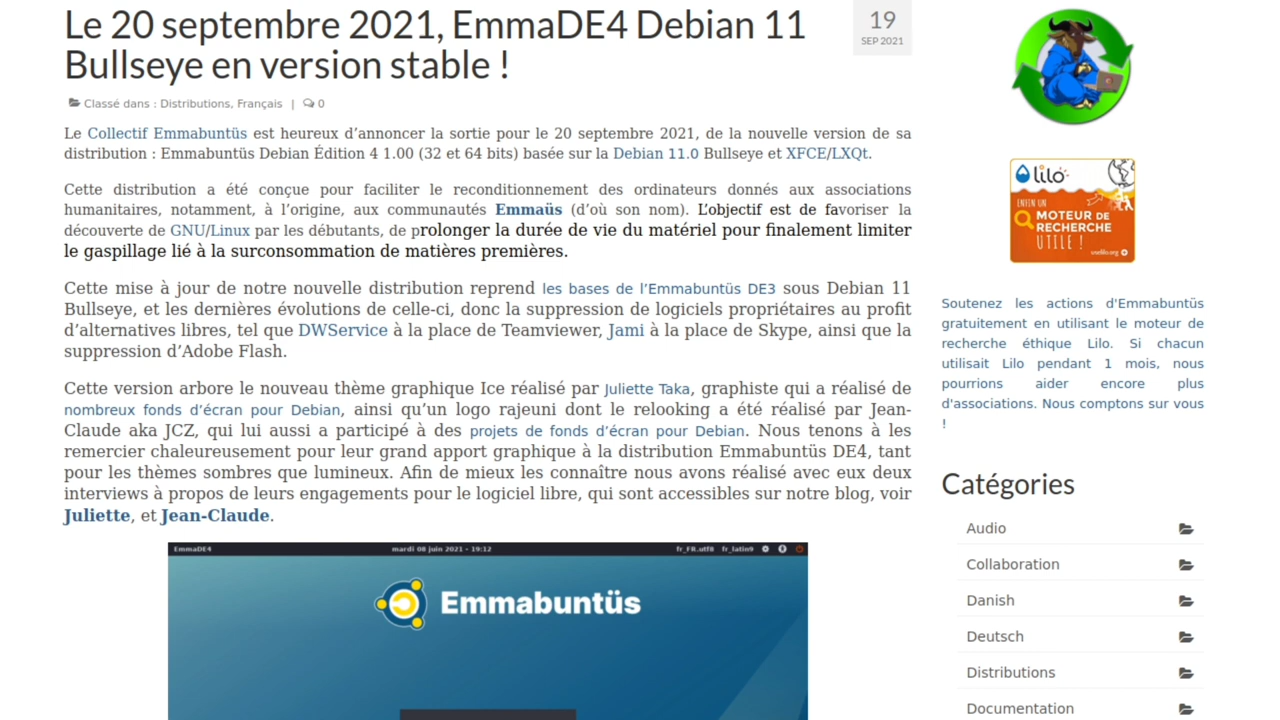 Le 20 septembre 2021, EmmaDE4 Debian 11
Bullseye en version stable !
19
SEP 2021
Classé dans : Distributions, Français | 0
Le Collectif Emmabuntüs est heureux d’annoncer la sortie pour le 20 septembre 2021, de la nouvelle version de sa
distribution : Emmabuntüs Debian Édition 4 1.00 (32 et 64 bits) basée sur la Debian 11.0 Bullseye et XFCE/LXQt.
Cette distribution a été conçue pour faciliter le reconditionnement des ordinateurs donnés aux associations
humanitaires, notamment, à l’origine, aux communautés Emmaüs (d’où son nom). L’objectif est de favoriser la
découverte de GNU/Linux par les débutants, de prolonger la durée de vie du matériel pour finalement limiter
le gaspillage lié à la surconsommation de matières premières.
Cette mise à jour de notre nouvelle distribution reprend les bases de l’Emmabuntüs DE3 sous Debian 11
Bullseye, et les dernières évolutions de celle-ci, donc la suppression de logiciels propriétaires au profit
d’alternatives libres, tel que DWService à la place de Teamviewer, Jami à la place de Skype, ainsi que la
suppression d’Adobe Flash.
Cette version arbore le nouveau thème graphique Ice réalisé par Juliette Taka, graphiste qui a réalisé de
nombreux fonds d’écran pour Debian, ainsi qu’un logo rajeuni dont le relooking a été réalisé par Jean-
Claude aka JCZ, qui lui aussi a participé à des projets de fonds d’écran pour Debian. Nous tenons à les
remercier chaleureusement pour leur grand apport graphique à la distribution Emmabuntüs DE4, tant
pour les thèmes sombres que lumineux. Afin de mieux les connaître nous avons réalisé avec eux deux
interviews à propos de leurs engagements pour le logiciel libre, qui sont accessibles sur notre blog, voir
Juliette, et Jean-Claude.
EmmaDE4 mardi 08 juin 2021 - 19:12 fr_FR.utf8 fr_latin9
Emmabuntüs
lilo
ENFIN UN
MOTEUR DE
RECHERCHE
UTILE !
Soutenez les actions d'Emmabuntüs
gratuitement en utilisant le moteur de
recherche éthique Lilo. Si chacun
utilisait Lilo pendant 1 mois, nous
pourrions aider encore plus
d'associations. Nous comptons sur vous
!
Catégories
Audio
Collaboration
Danish
Deutsch
Distributions
Documentation